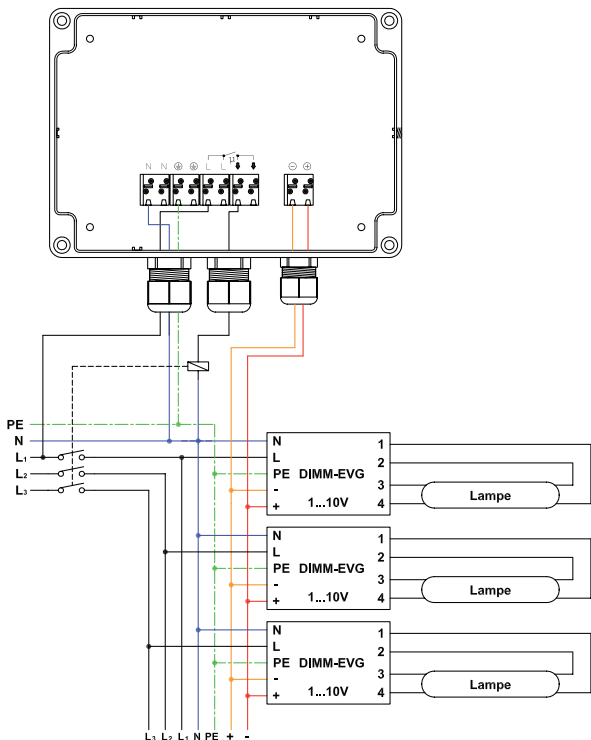 N N L L µ
PE
N
L₁
L₂
L₃
N
L
PE DIMM-EVG
-
+ 1...10V
1
2
3
4
Lampe
N
L
PE DIMM-EVG
-
+ 1...10V
1
2
3
4
Lampe
N
L
PE DIMM-EVG
-
+ 1...10V
1
2
3
4
Lampe
L₃ L₂ L₁ N PE + -